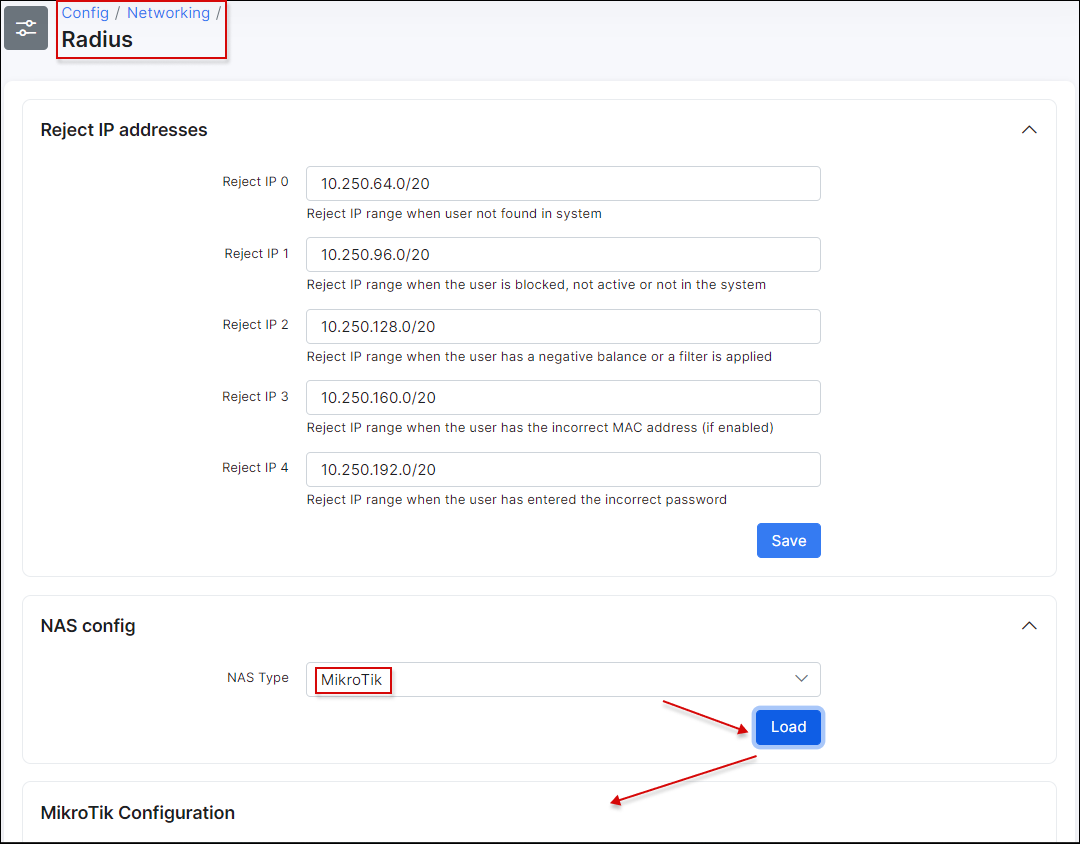 Config / Networking /
Radius
Reject IP addresses
Reject IP 0 10.250.64.0/20
Reject IP range when user not found in system
Reject IP 1 10.250.96.0/20
Reject IP range when the user is blocked, not active or not in the system
Reject IP 2 10.250.128.0/20
Reject IP range when the user has a negative balance or a filter is applied
Reject IP 3 10.250.160.0/20
Reject IP range when the user has the incorrect MAC address (if enabled)
Reject IP 4 10.250.192.0/20
Reject IP range when the user has entered the incorrect password
Save
NAS config
NAS Type MikroTik
Load
MikroTik Configuration